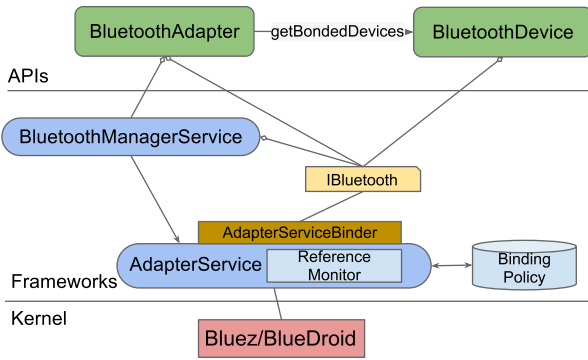 BluetoothAdapter
getBondedDevices
BluetoothDevice
APIs
BluetoothManagerService
IBluetooth
AdapterServiceBinder
AdapterService
Reference
Monitor
Binding
Policy
Frameworks
Kernel
Bluez/BlueDroid